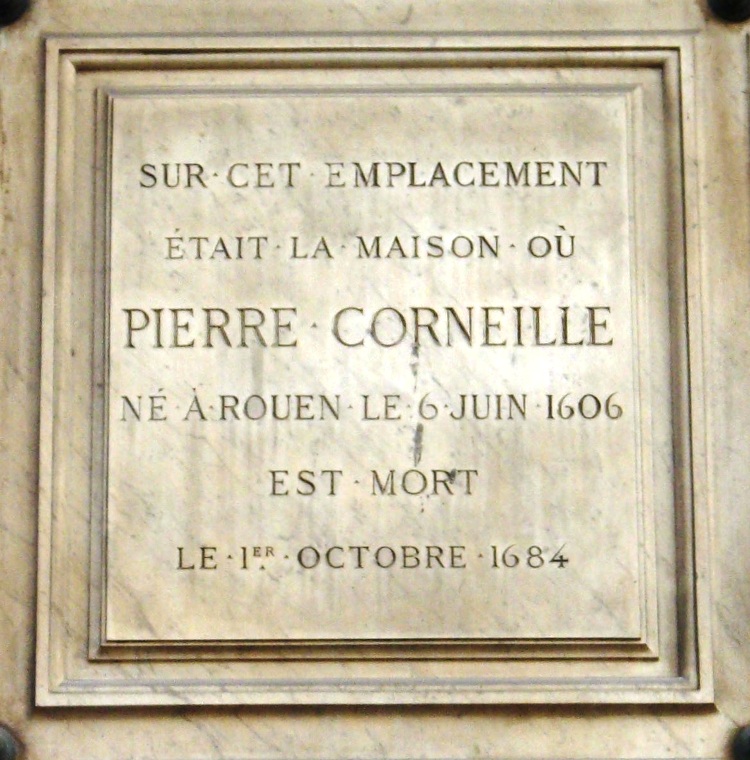 SUR·CET·EMPLACEMENT
ÉTAIT·LA·MAISON·OÙ
PIERRE·CORNEILLE
NÉ·À·ROUEN·LE·6·JUIN·1606
EST·MORT
LE·1ER·OCTOBRE·1684